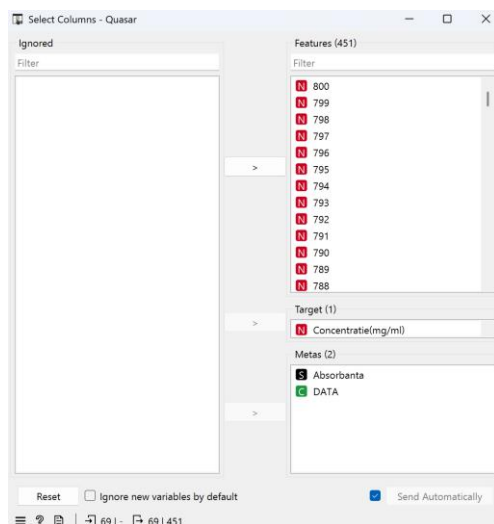 Select Columns - Quasar
Ignored
Filter
Features (451)
Filter
N 800
N 799
N 798
N 797
N 796
N 795
N 794
N 793
N 792
N 791
N 790
N 789
N 788
>
Target (1)
>
N Concentratie(mg/ml)
Metas (2)
S Absorbanta
C DATA
>
Reset
Ignore new variables by default
Send Automatically
? 69 | - 69 | 451